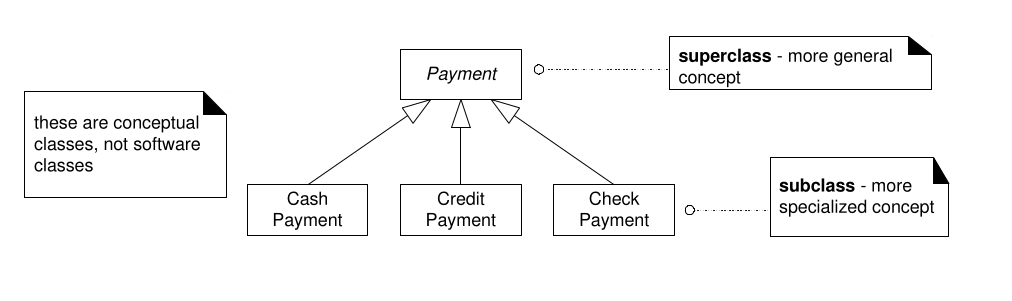 superclass - more general
concept
Payment
these are conceptual
classes, not software
classes
Cash
Payment
Credit
Payment
Check
Payment
subclass - more
specialized concept